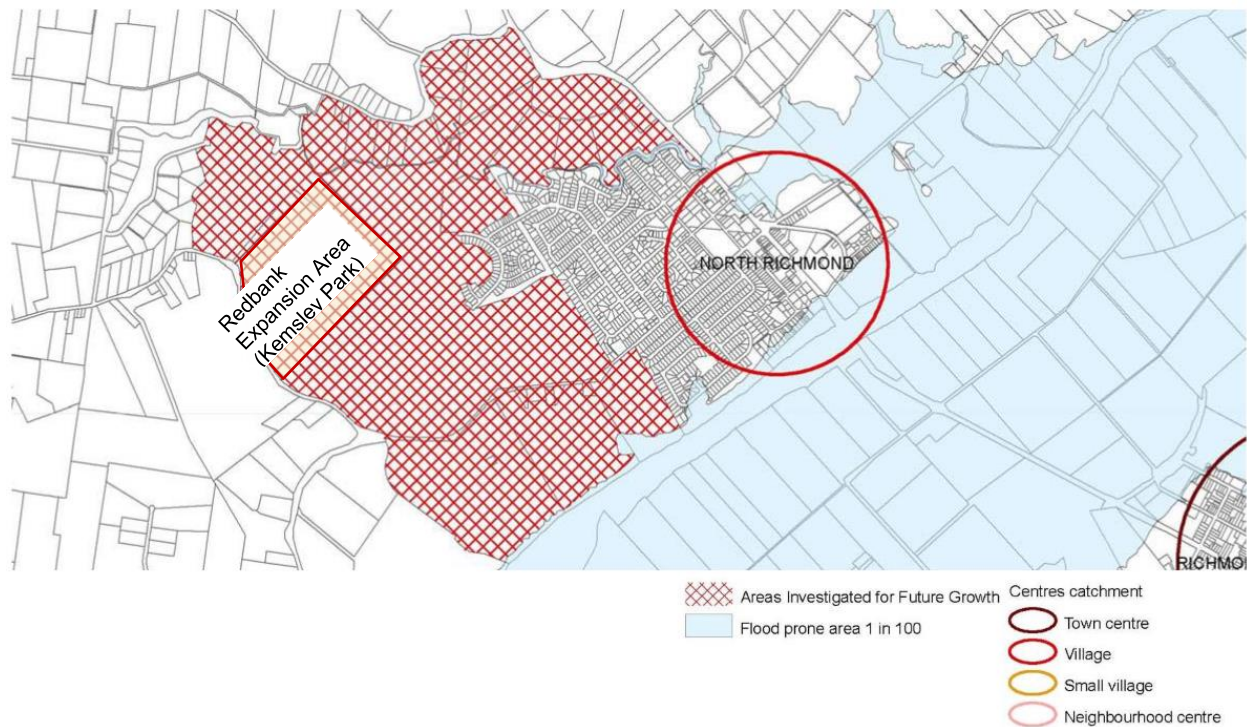 Redbank
Expansion Area
(Kemsley Park)
NORTH RICHMOND
RICHMO
Areas Investigated for Future Growth
Flood prone area 1 in 100
Centres catchment
Town centre
Village
Small village
Neighbourhood centre